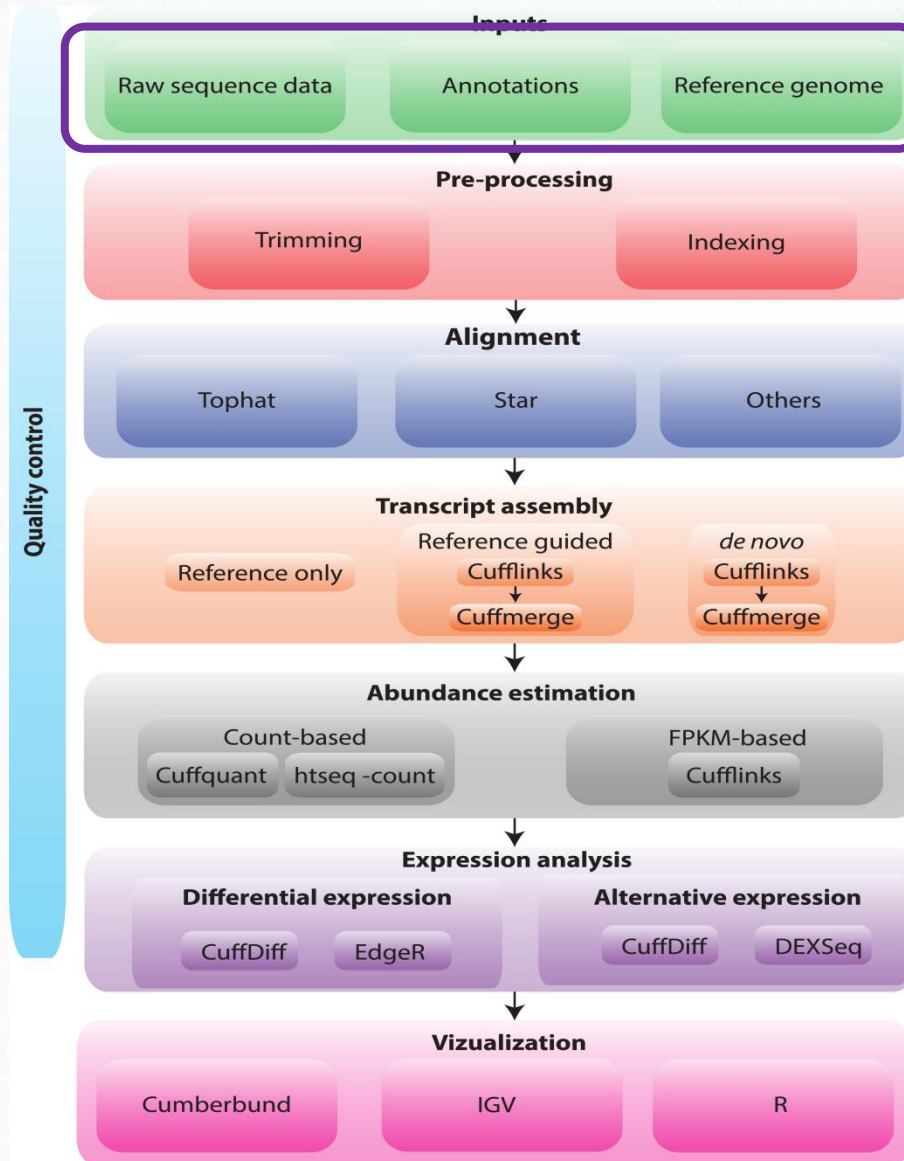 Inputs
Raw sequence data
Annotations
Reference genome
Pre-processing
Trimming
Indexing
Alignment
Tophat
Star
Others
Quality control
Transcript assembly
Reference only
Reference guided
Cufflinks
Cuffmerge
de novo
Cufflinks
Cuffmerge
Abundance estimation
Count-based
Cuffquant
htseq -count
FPKM-based
Cufflinks
Expression analysis
Differential expression
CuffDiff
EdgeR
Alternative expression
CuffDiff
DEXSeq
Vizualization
Cumberbund
IGV
R